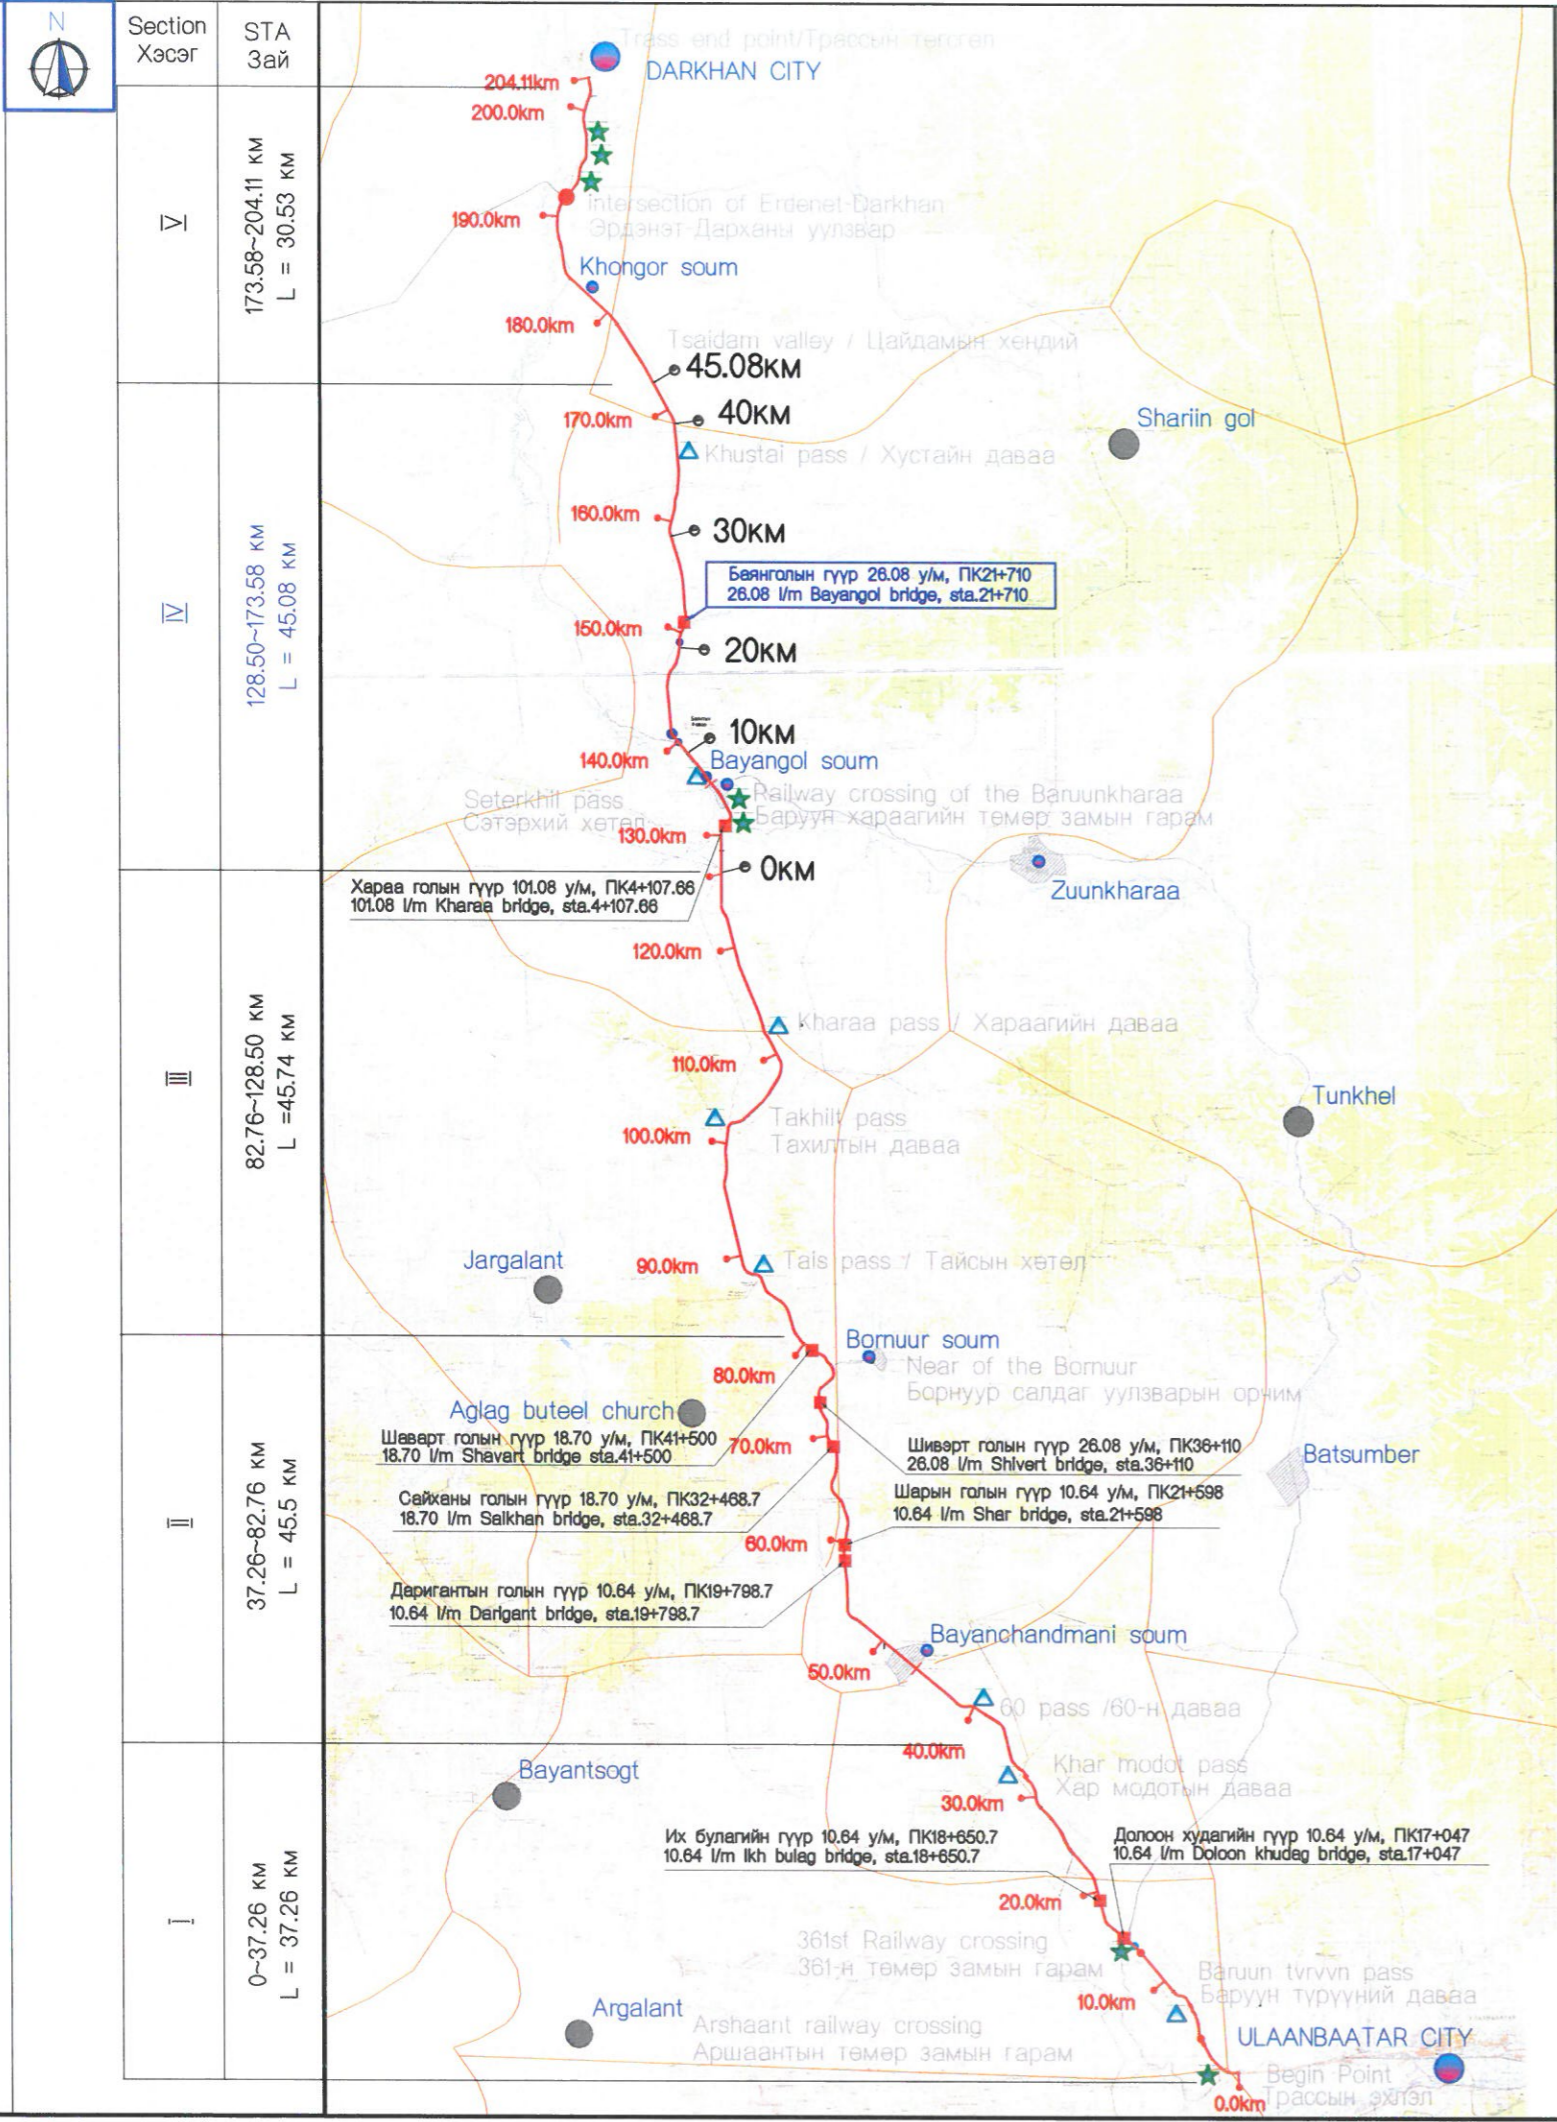 N
Section
Хэсэг
STA
Зай
V
173.58~204.11 км
L = 30.53 км
IV
128.50~173.58 км
L = 45.08 км
III
82.76~128.50 км
L =45.74 км
II
37.26~82.76 км
L = 45.5 км
I
0~37.26 км
L = 37.26 км
Trass end point/Трассын төгсгөл
DARKHAN CITY
204.11km
200.0km
Intersection of Erdenet-Darkhan
Эрдэнэт-Дарханы уулзвар
190.0km
Khongor soum
180.0km
Tsaidam valley / Цайдамын хөндий
45.08км
170.0km
40км
Shariin gol
Khustai pass / Хустайн даваа
160.0km
30км
Баянголын гүүр 26.08 у/м, ПК21+710
26.08 l/m Bayangol bridge, sta.21+710
150.0km
20км
10км
140.0km
Bayangol soum
Seterkhil pass
Сэтэрхий хөтөл
Railway crossing of the Baruunkharaa
Баруун хараагийн төмөр замын гарам
130.0km
0км
Хараа голын гүүр 101.08 у/м, ПК4+107.66
101.08 l/m Kharaa bridge, sta.4+107.66
Zuunkharaa
120.0km
Kharaa pass / Хараагийн даваа
110.0km
Takhilt pass
Тахилтын даваа
100.0km
Tunkhel
Jargalant
90.0km
Tais pass / Тайсын хөтөл
Bornuur soum
Near of the Bornuur
Борнуур салдаг уулзварын орчим
80.0km
Aglag buteel church
Шаварт голын гүүр 18.70 у/м, ПК41+500
18.70 l/m Shavart bridge sta.41+500
70.0km
Шивэрт голын гүүр 26.08 у/м, ПК36+110
26.08 l/m Shivert bridge, sta.36+110
Batsumber
Сайханы голын гүүр 18.70 у/м, ПК32+468.7
18.70 l/m Saikhan bridge, sta.32+468.7
Шарын голын гүүр 10.64 у/м, ПК21+598
10.64 l/m Shar bridge, sta.21+598
60.0km
Даригантын голын гүүр 10.64 у/м, ПК19+798.7
10.64 l/m Darigant bridge, sta.19+798.7
Bayanchandmani soum
50.0km
60 pass /60-н даваа
40.0km
Bayantsogt
Khar modot pass
Хар модотын даваа
30.0km
Их булагийн гүүр 10.64 у/м, ПК18+650.7
10.64 l/m Ikh bulag bridge, sta.18+650.7
Долоон худагийн гүүр 10.64 у/м, ПК17+047
10.64 l/m Doloon khudag bridge, sta.17+047
20.0km
361st Railway crossing
361-н төмөр замын гарам
Baruun tvrvvn pass
Баруун түрүүний даваа
10.0km
Argalant
Arshaant railway crossing
Аршаантын төмөр замын гарам
ULAANBAATAR CITY
Begin Point
Трассын эхлэл
0.0km